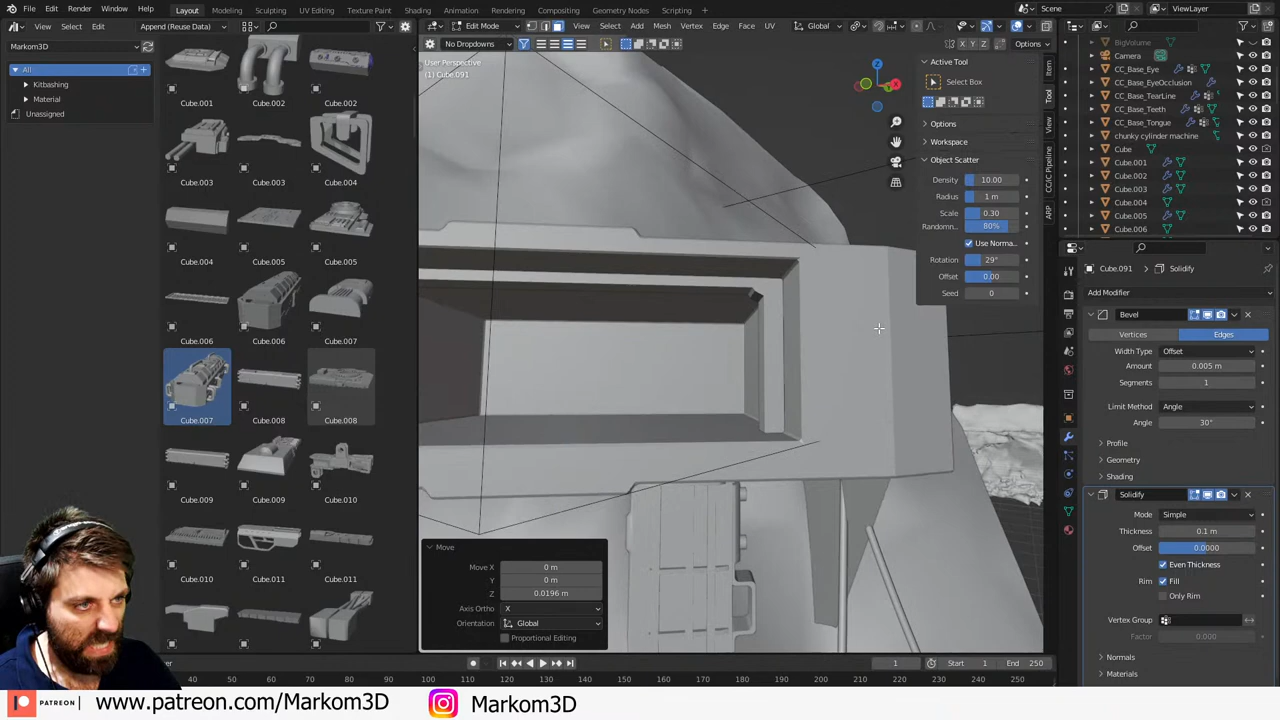 File Edit Render Window Help Layout Modeling Sculpting UV Editing Texture Paint Shading Animation Rendering Compositing Geometry Nodes Scripting Scene ViewLayer
View Select Edit Append (Reuse Data) Edit Mode View Select Add Mesh Vertex Edge Face UV Global
Markom3D No Dropdowns X Y Z Options
All
Kitbashing
Material
Unassigned
Cube.001 Cube.002 Cube.002
Cube.003 Cube.003 Cube.004
Cube.004 Cube.005 Cube.005
Cube.006 Cube.006 Cube.007
Cube.007 Cube.008 Cube.008
Cube.009 Cube.009 Cube.010
Cube.010 Cube.011 Cube.011
User Perspective
(1) Cube.091
Move
Move X 0 m
Y 0 m
Z 0.0196 m
Axis Ortho X
Orientation Global
Proportional Editing
Active Tool
Select Box
Options
Workspace
Object Scatter
Density 10.00
Radius 1 m
Scale 0.30
Randomn.. 80%
Use Norma...
Rotation 29°
Offset 0.00
Seed 0
Item
Tool
View
CC/iC Pipeline
ARP
BigVolume
Camera
CC_Base_Eye
CC_Base_EyeOcclusion
CC_Base_TearLine
CC_Base_Teeth
CC_Base_Tongue
chunky cylinder machine
Cube
Cube.001
Cube.002
Cube.003
Cube.004
Cube.005
Cube.006
Cube.091 Solidify
Add Modifier
Bevel
Vertices Edges
Width Type Offset
Amount 0.005 m
Segments 1
Limit Method Angle
Angle 30°
Profile
Geometry
Shading
Solidify
Mode Simple
Thickness 0.1 m
Offset 0.0000
Even Thickness
Rim Fill
Only Rim
Vertex Group
Factor 0.000
Normals
Materials
1 Start 1 End 250
40 50 60 70 80 90 100 110 120 130 140 150 160 170 180 190 200 210 220 230 240 250
PATREON www.patreon.com/Markom3D Markom3D